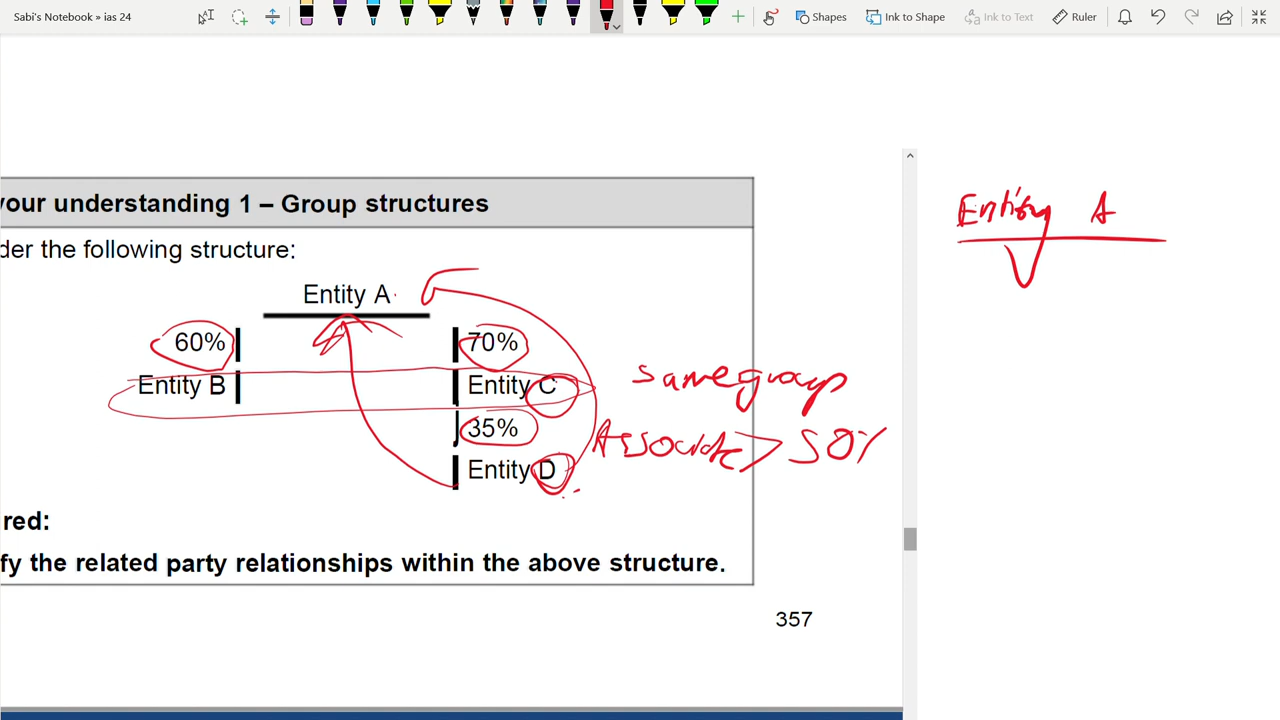 Sabi's Notebook » ias 24
Shapes
Ink to Shape
Ink to Text
Ruler
your understanding 1 – Group structures
der the following structure:
Entity A
60%
70%
Entity B
Entity C
35%
Entity D
red:
fy the related party relationships within the above structure.
357
same group
Associate > 50%
Entity A